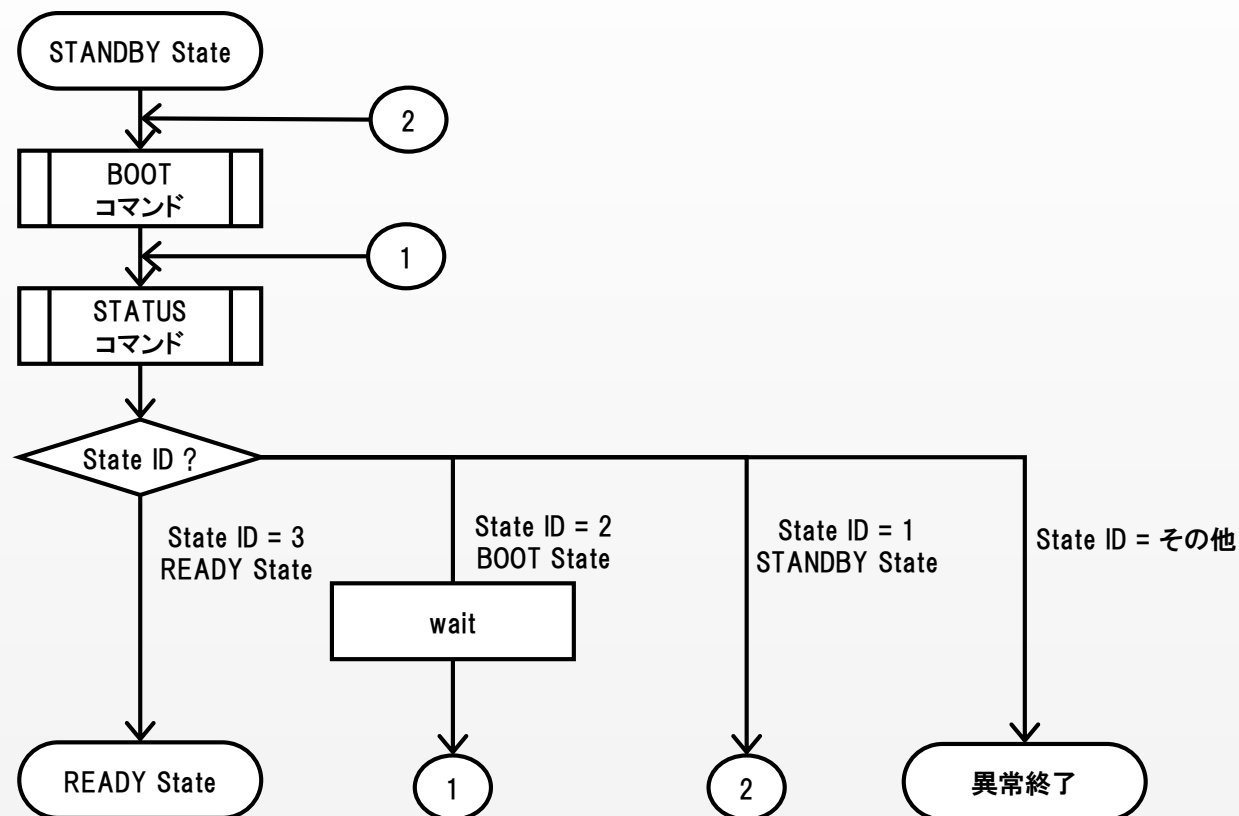 STANDBY State
2
BOOT
コマンド
1
STATUS
コマンド
State ID ?
State ID = 3
READY State
State ID = 2
BOOT State
State ID = 1
STANDBY State
State ID = その他
wait
READY State
1
2
異常終了